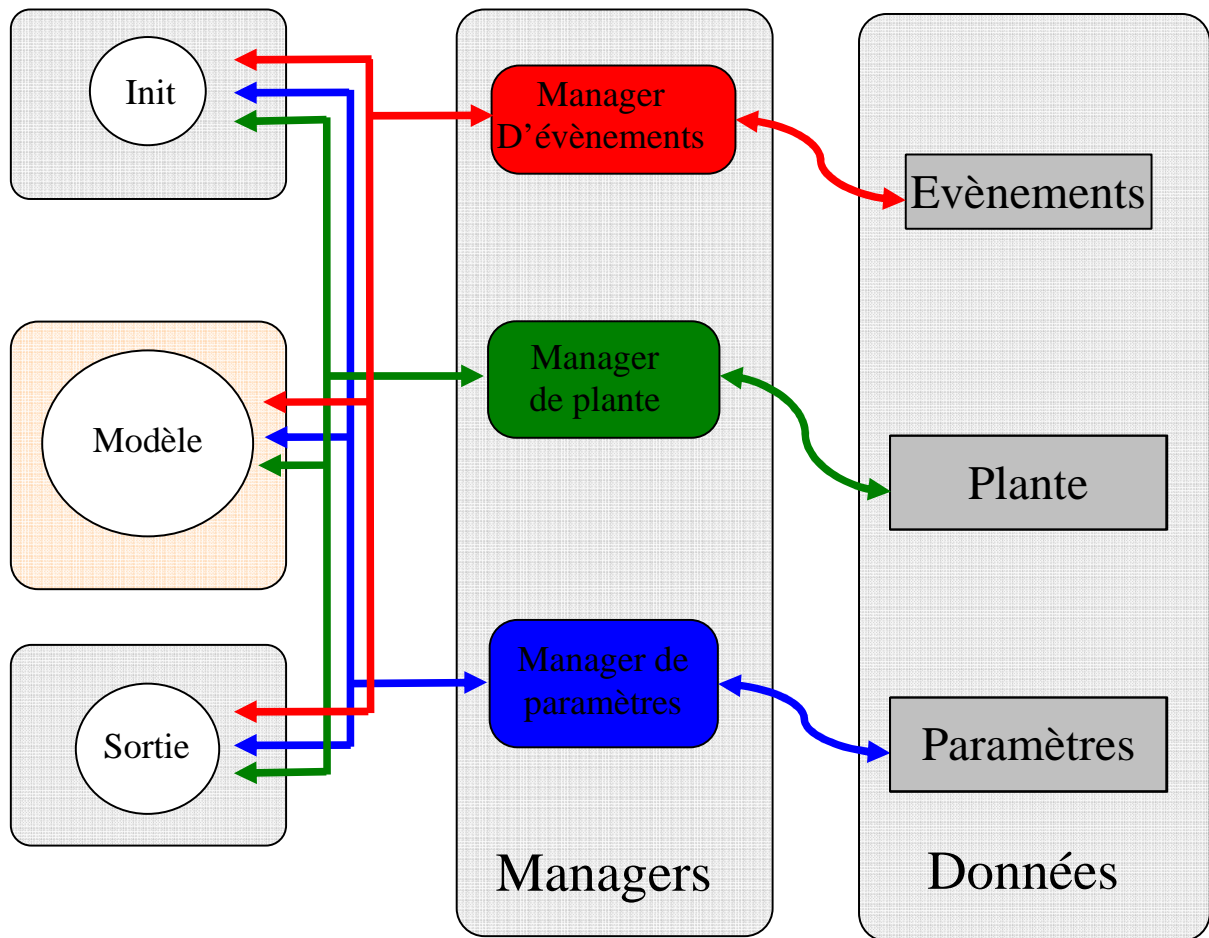 Init
Modèle
Sortie
Manager
D'évènements
Manager
de plante
Manager de
paramètres
Managers
Evènements
Plante
Paramètres
Données